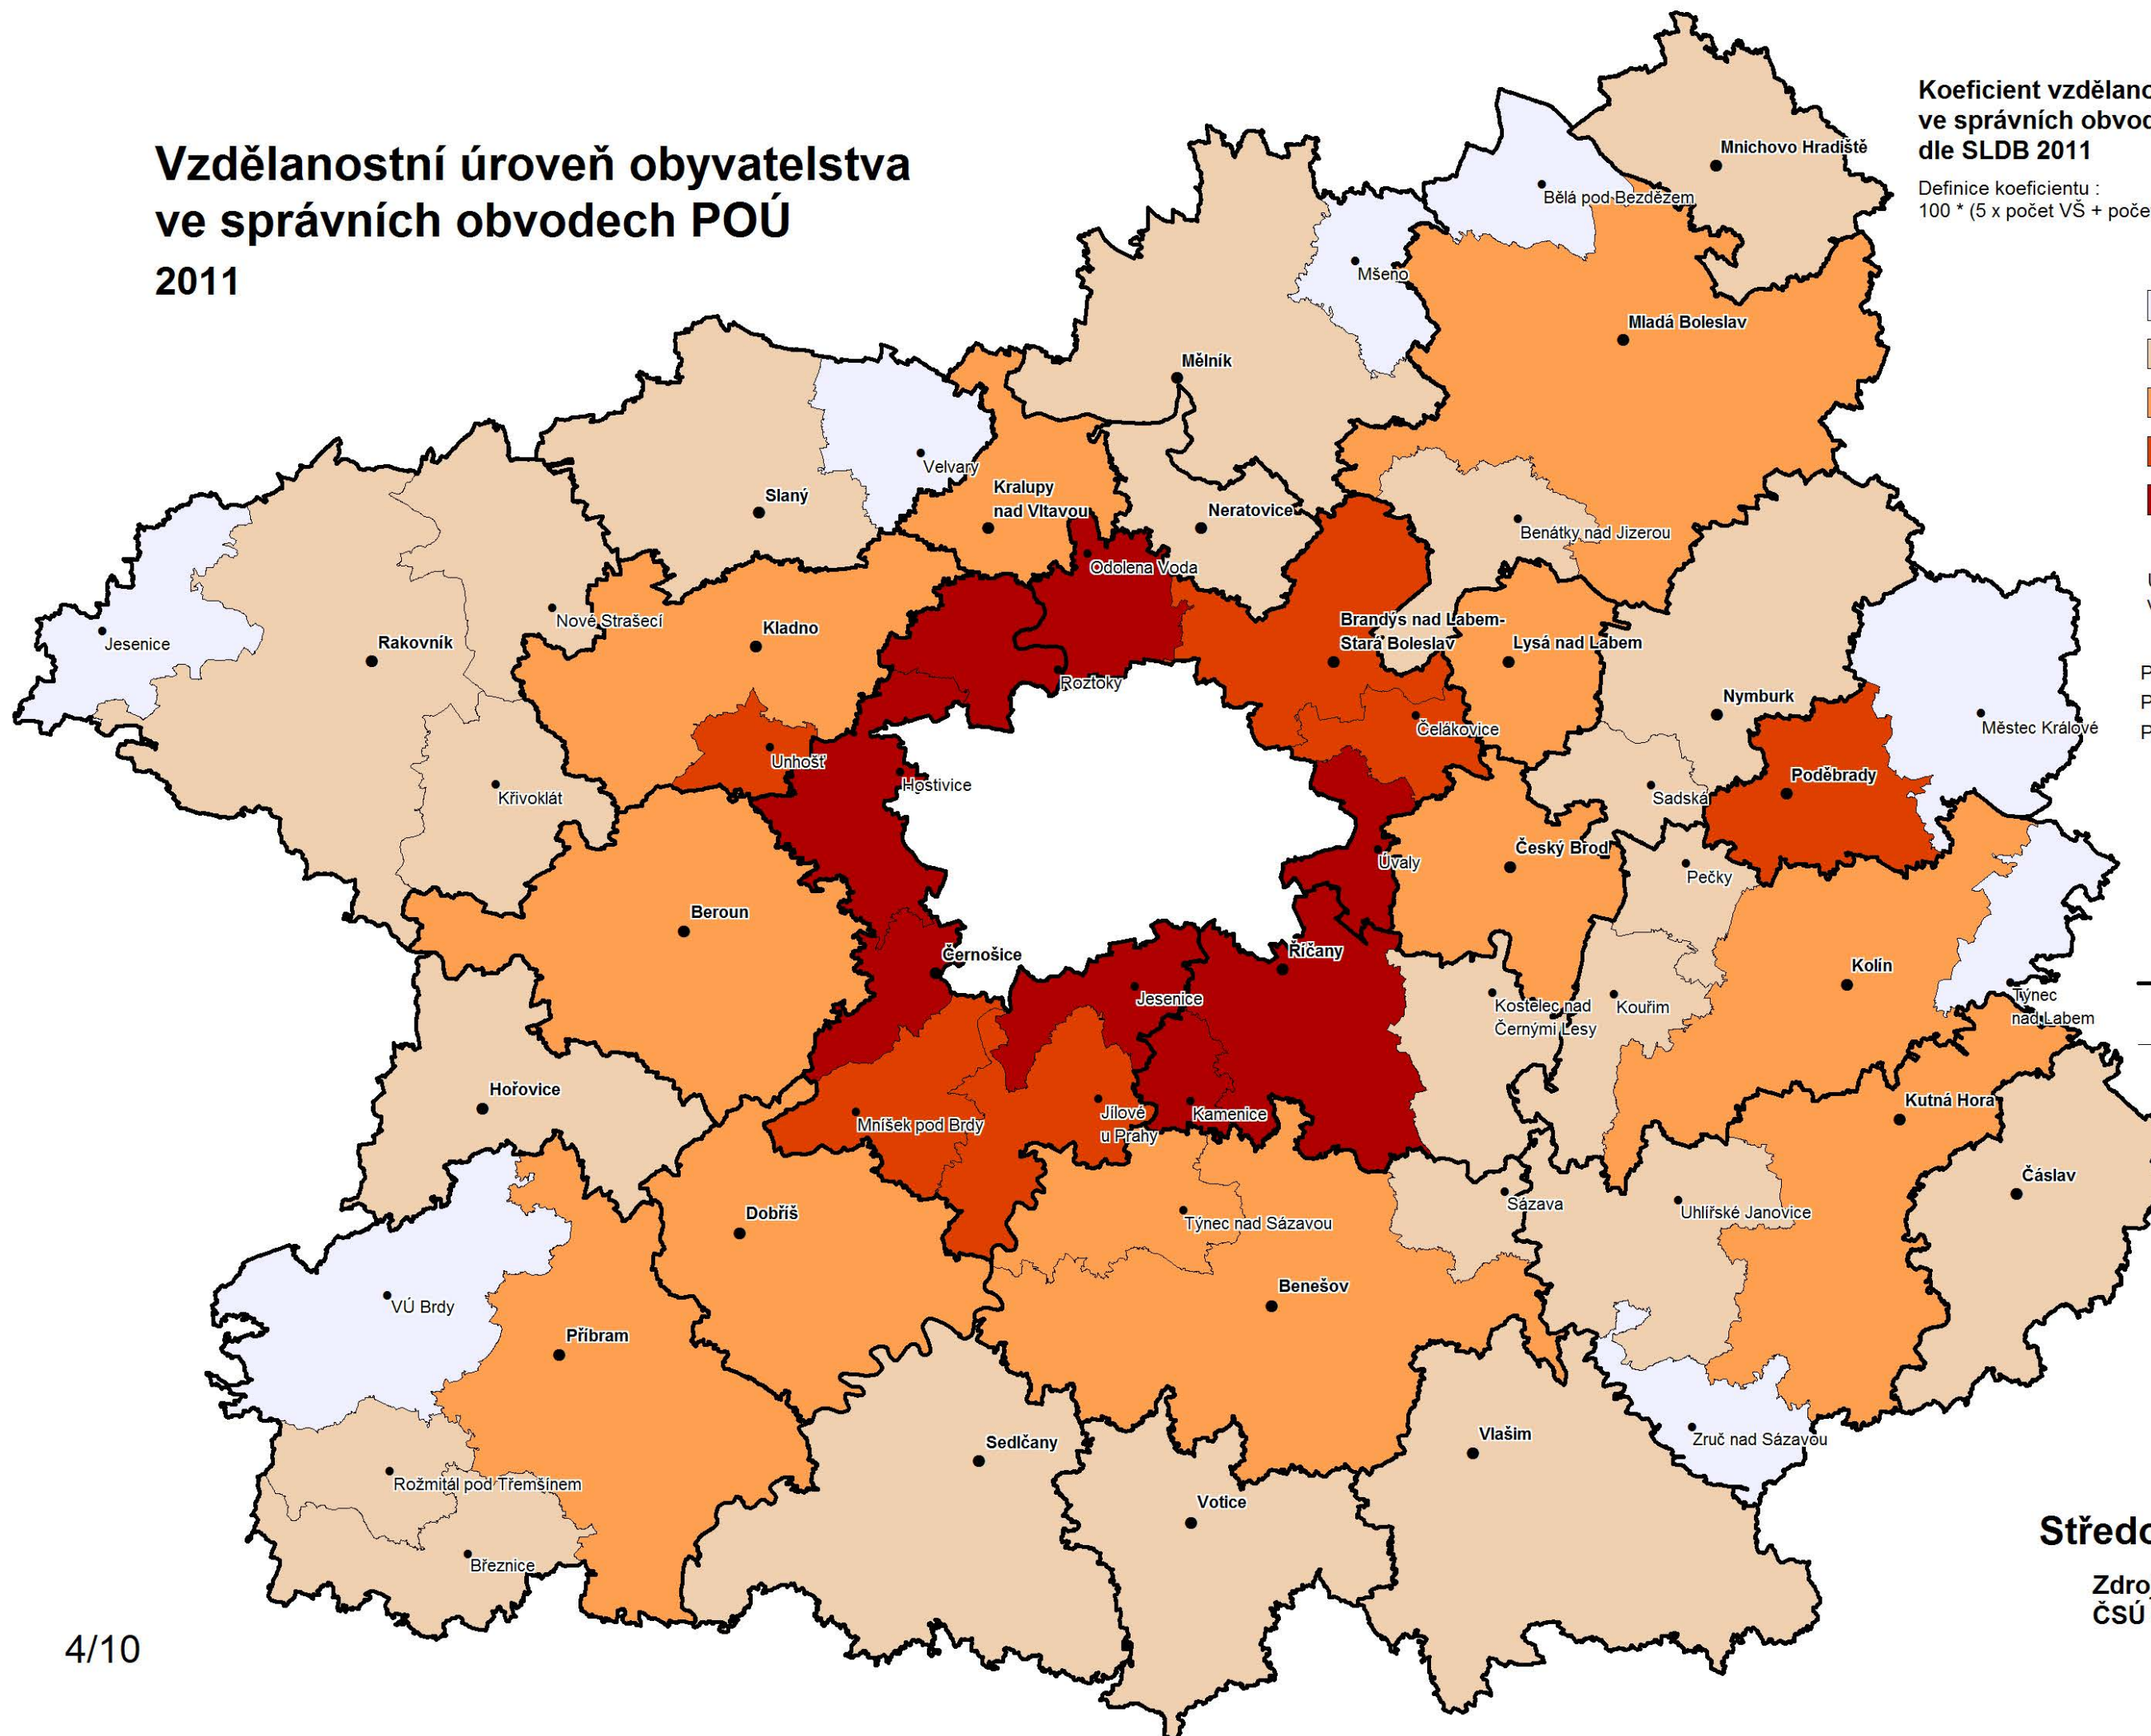 Vzdělanostní úroveň obyvatelstva
ve správních obvodech POÚ
2011
Koeficient
ve správních
dle SLDB 2011
Definice koeficientu :
100 * (5 x počet VŠ +
Mnichovo Hradiště
Bělá pod Bezdězem
Mšeno
Mladá Boleslav
Mělník
Velvary
Slaný
Kralupy
nad Vltavou
Neratovice
Benátky nad Jizerou
Odolena Voda
Nové Strašecí
Kladno
Brandýs nad Labem-
Stará Boleslav
Lysá nad Labem
Jesenice
Rakovník
Roztoky
Nymburk
Městec Králové
Čelákovice
Unhošť
Hostivice
Poděbrady
Křivoklát
Sadská
Úvaly
Český Brod
Pečky
Beroun
Černošice
Říčany
Kolín
Jesenice
Kostelec nad
Černými Lesy
Kouřim
Týnec
nad Labem
Hořovice
Mníšek pod Brdy
Jílové
u Prahy
Kamenice
Kutná Hora
Čáslav
Dobříš
Týnec nad Sázavou
Sázava
Uhlířské Janovice
VÚ Brdy
Benešov
Příbram
Sedlčany
Vlašim
Zruč nad Sázavou
Rožmitál pod Třemšínem
Votice
Březnice
ČSÚ
4/10